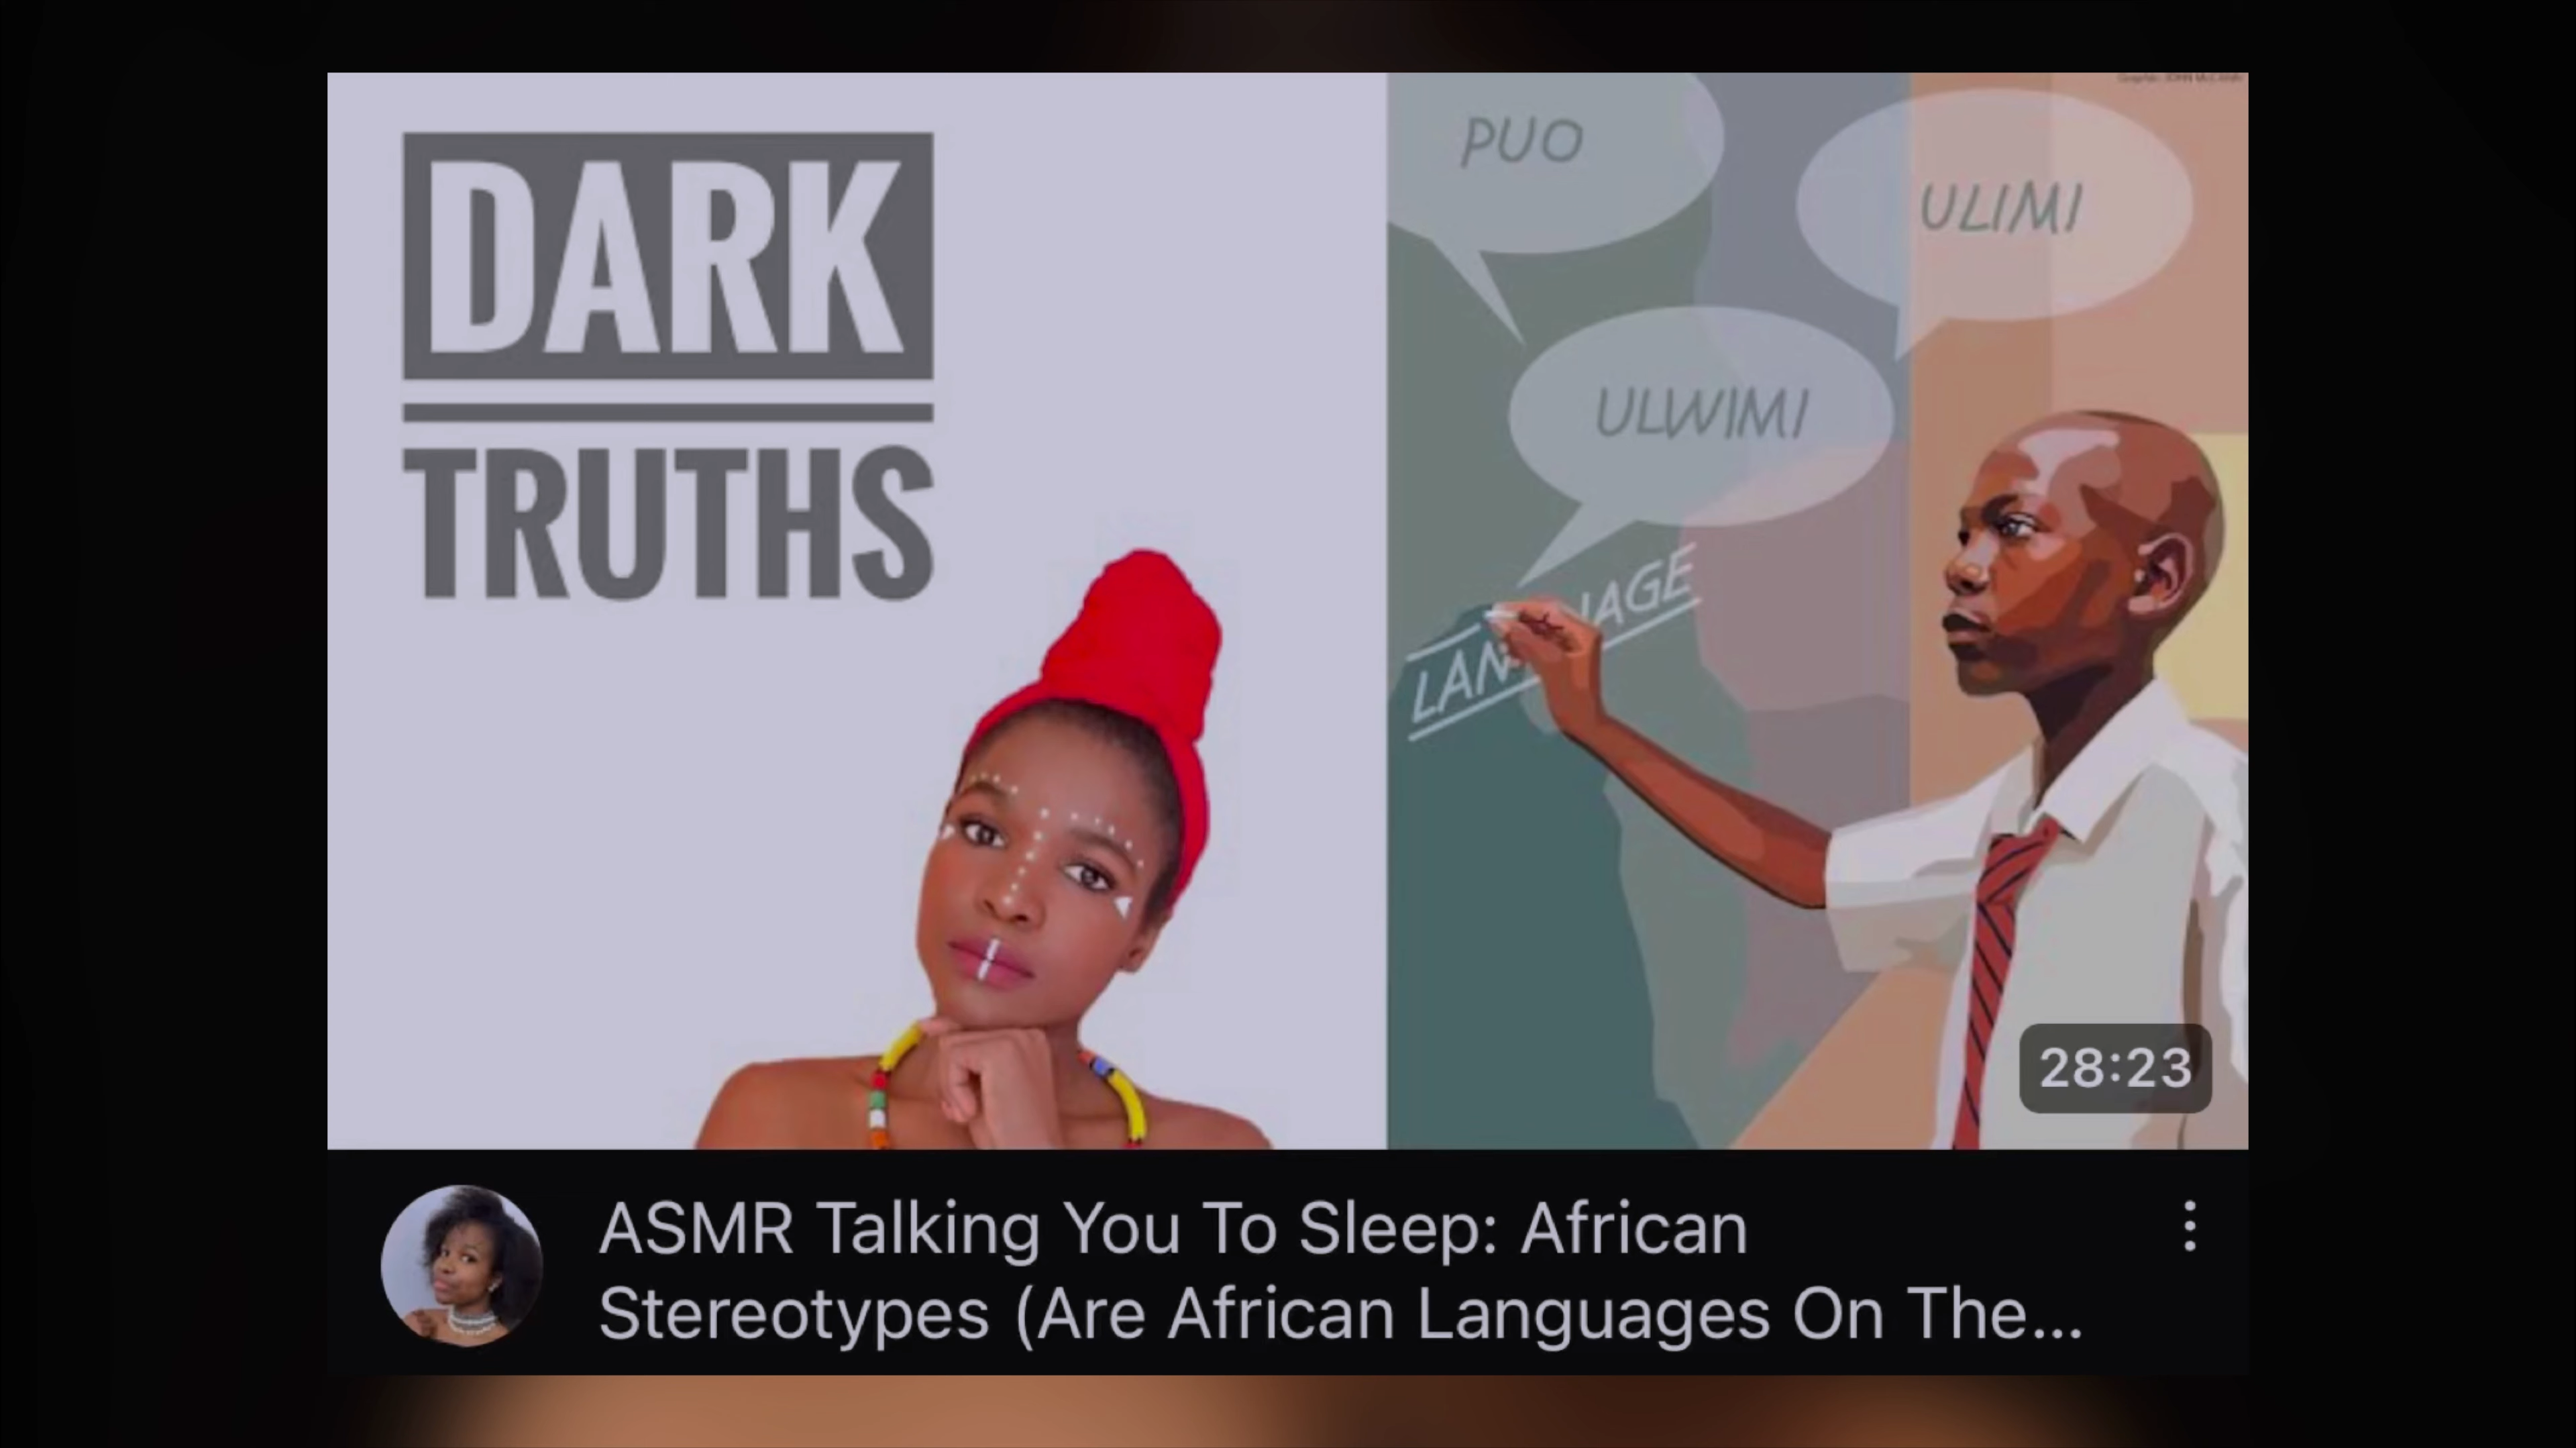 DARK
TRUTHS
PUO
ULIMI
ULWIMI
28:23
ASMR Talking You To Sleep: African
Stereotypes (Are African Languages On The...